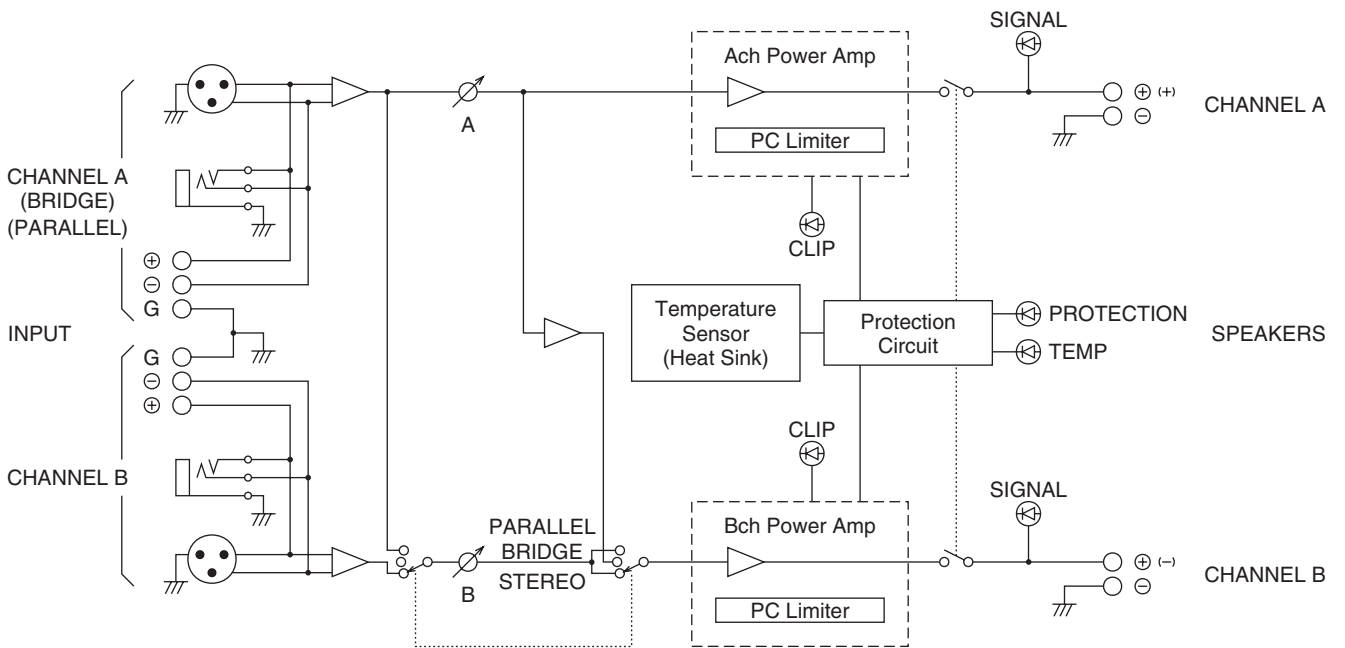 SIGNAL
Ach Power Amp
⊕ (+)
CHANNEL A
⊖
A
PC Limiter
CHANNEL A
(BRIDGE)
(PARALLEL)
CLIP
⊕
⊖
G
Temperature
Sensor
(Heat Sink)
Protection
Circuit
PROTECTION
TEMP
INPUT
SPEAKERS
G
⊖
⊕
CLIP
CHANNEL B
SIGNAL
PARALLEL
BRIDGE
STEREO
B
Bch Power Amp
PC Limiter
⊕ (−)
⊖
CHANNEL B